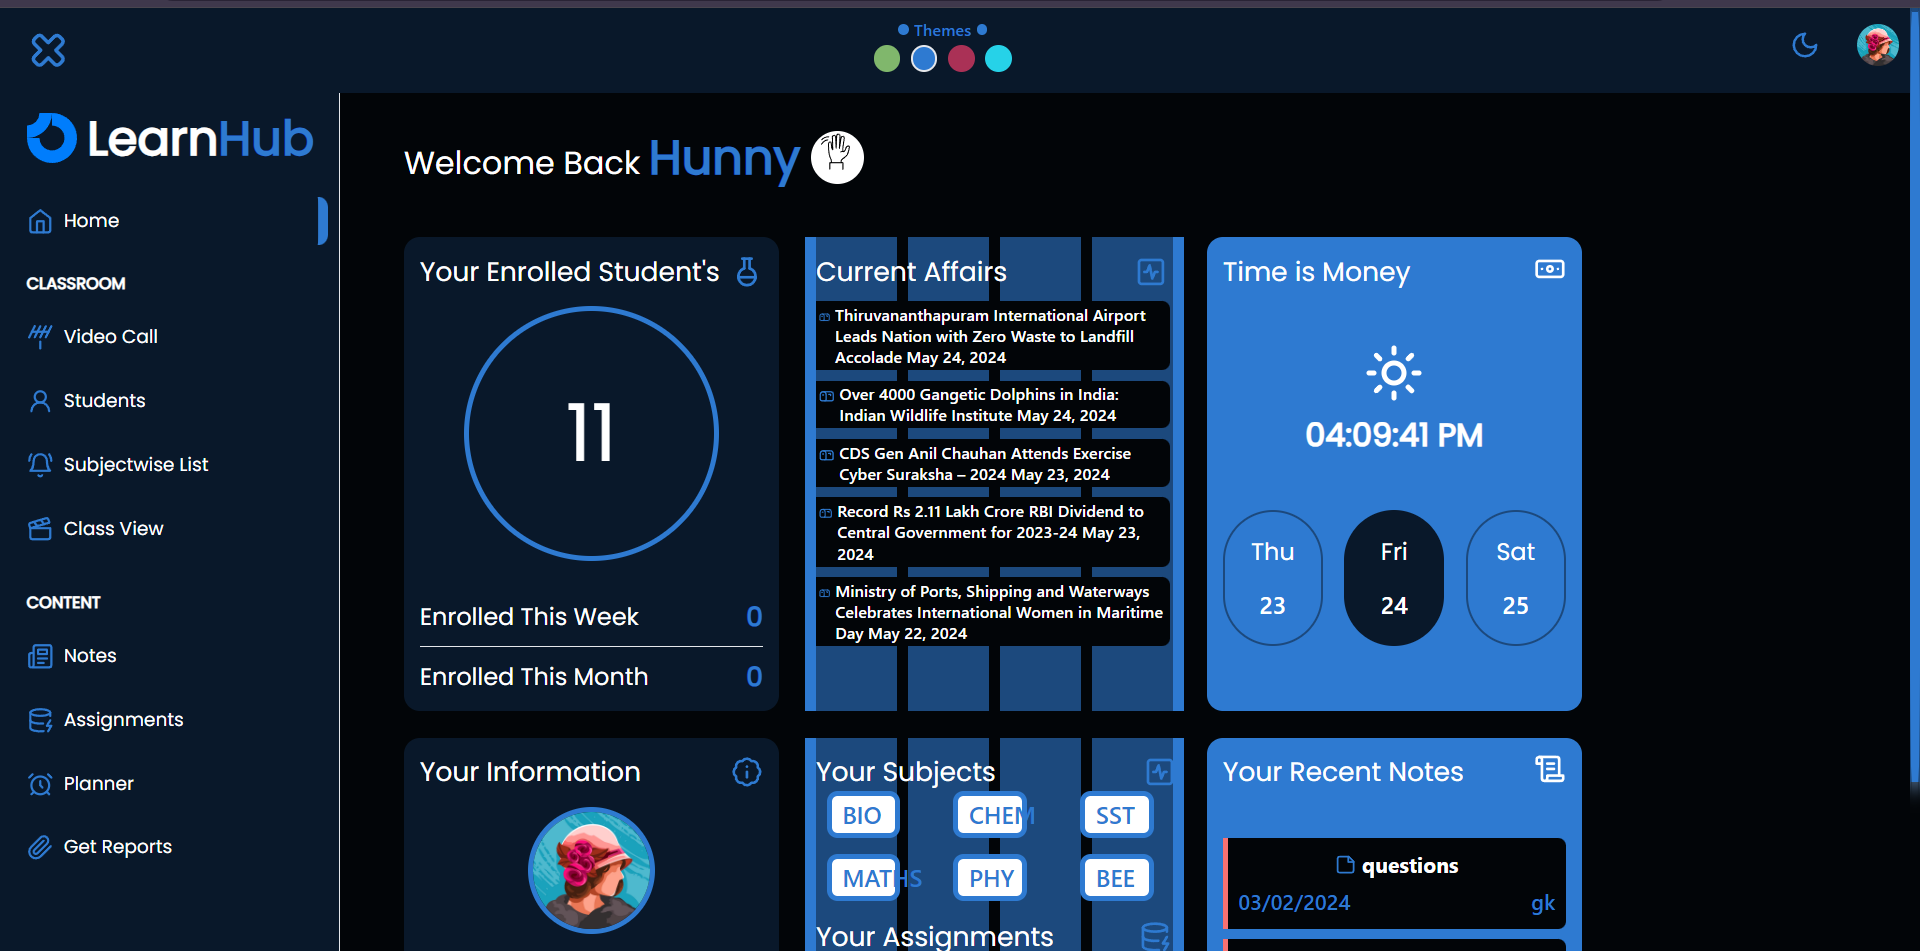 Themes
LearnHub
Home
CLASSROOM
Video Call
Students
Subjectwise List
Class View
CONTENT
Notes
Assignments
Planner
Get Reports
Welcome Back Hunny
Your Enrolled Student's
11
Enrolled This Week 0
Enrolled This Month 0
Current Affairs
Thiruvananthapuram International Airport
Leads Nation with Zero Waste to Landfill
Accolade May 24, 2024
Over 4000 Gangetic Dolphins in India:
Indian Wildlife Institute May 24, 2024
CDS Gen Anil Chauhan Attends Exercise
Cyber Suraksha – 2024 May 23, 2024
Record Rs 2.11 Lakh Crore RBI Dividend to
Central Government for 2023-24 May 23,
2024
Ministry of Ports, Shipping and Waterways
Celebrates International Women in Maritime
Day May 22, 2024
Time is Money
04:09:41 PM
Thu Fri Sat
23 24 25
Your Information
Your Subjects
BIO CHEM SST
MATHS PHY BEE
Your Assignments
Your Recent Notes
questions
03/02/2024 gk